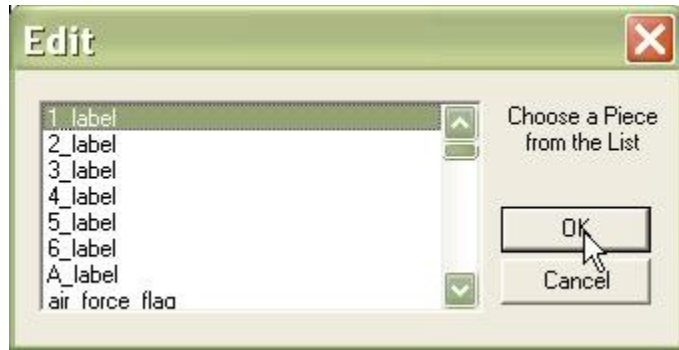 Edit
1_label
2_label
3_label
4_label
5_label
6_label
A_label
air_force_flag
Choose a Piece
from the List
OK
Cancel